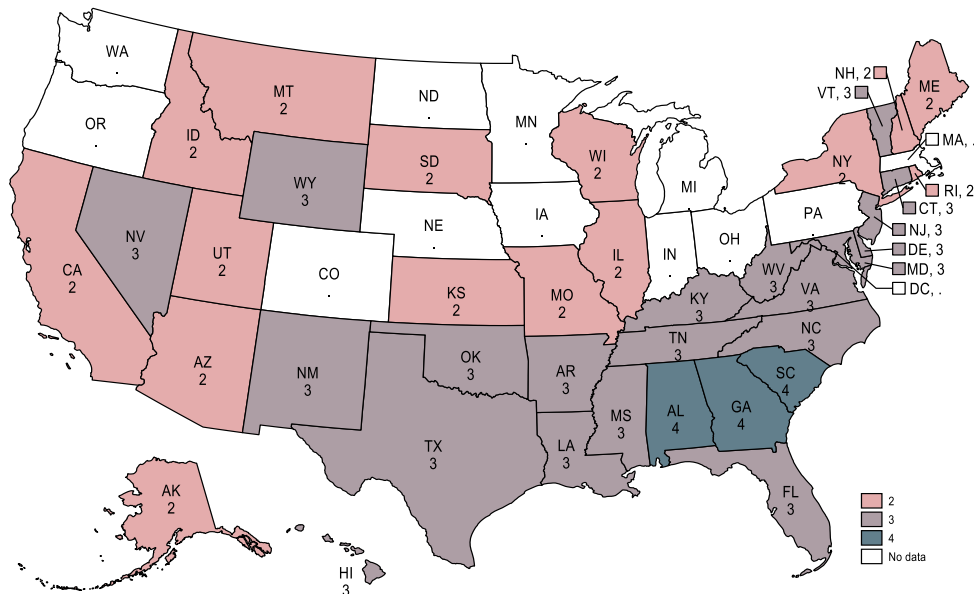 WA
.
OR
.
CA
2
NV
3
ID
2
MT
2
WY
3
UT
2
AZ
2
CO
.
NM
3
ND
.
SD
2
NE
.
KS
2
OK
3
TX
3
MN
.
IA
.
MO
2
AR
3
LA
3
WI
2
IL
2
MI
.
IN
.
OH
.
KY
3
TN
3
MS
3
AL
4
GA
4
SC
4
NC
3
VA
3
WV
3
FL
3
PA
.
NY
2
ME
2
NH, 2
VT, 3
MA, .
RI, 2
CT, 3
NJ, 3
DE, 3
MD, 3
DC, .
AK
2
HI
3
2
3
4
No data